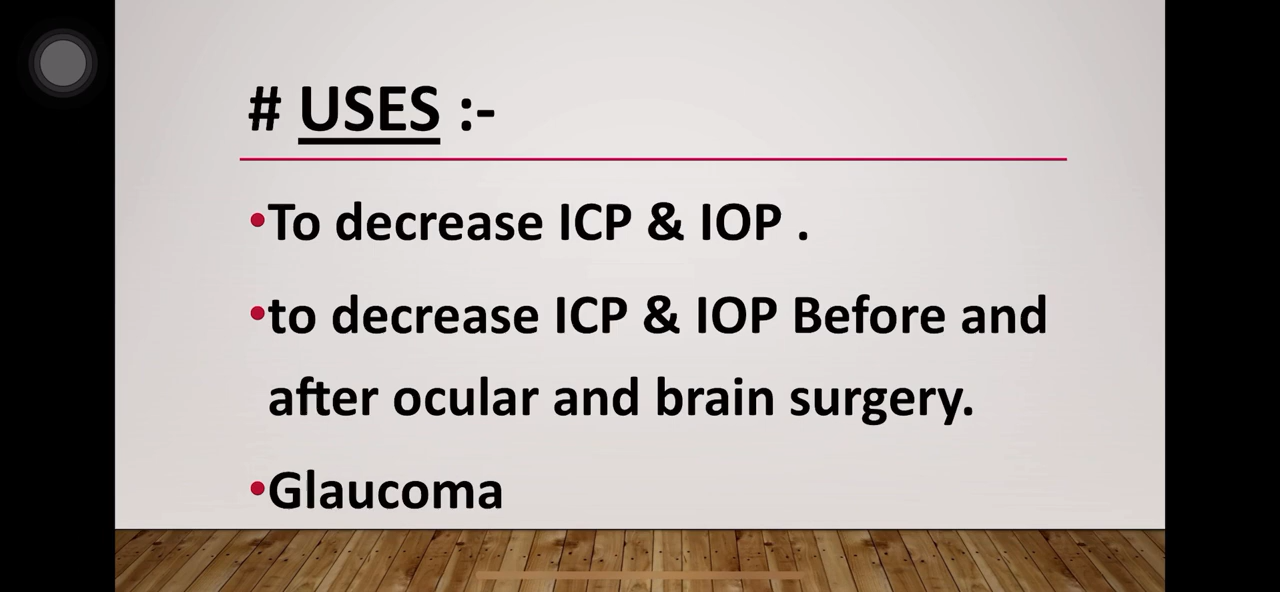 # USES :-
•To decrease ICP & IOP .
•to decrease ICP & IOP Before and
after ocular and brain surgery.
•Glaucoma